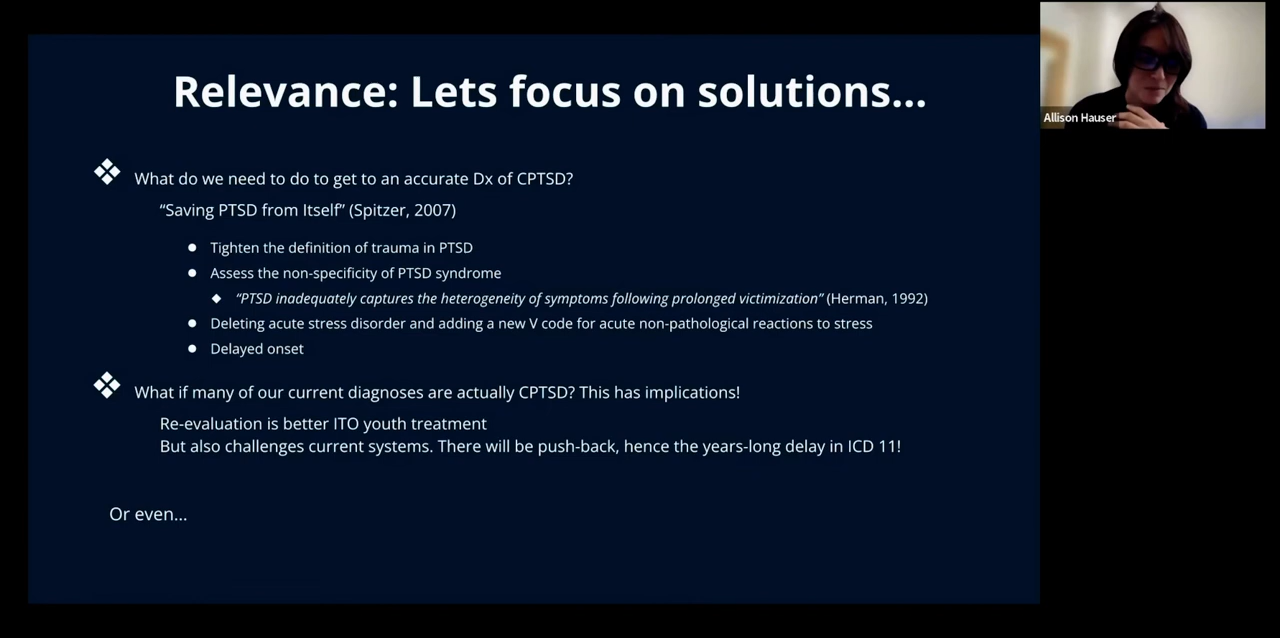 Relevance: Lets focus on solutions...
Allison Hauser
What do we need to do to get to an accurate Dx of CPTSD?
“Saving PTSD from Itself” (Spitzer, 2007)
Tighten the definition of trauma in PTSD
Assess the non-specificity of PTSD syndrome
“PTSD inadequately captures the heterogeneity of symptoms following prolonged victimization” (Herman, 1992)
Deleting acute stress disorder and adding a new V code for acute non-pathological reactions to stress
Delayed onset
What if many of our current diagnoses are actually CPTSD? This has implications!
Re-evaluation is better ITO youth treatment
But also challenges current systems. There will be push-back, hence the years-long delay in ICD 11!
Or even...